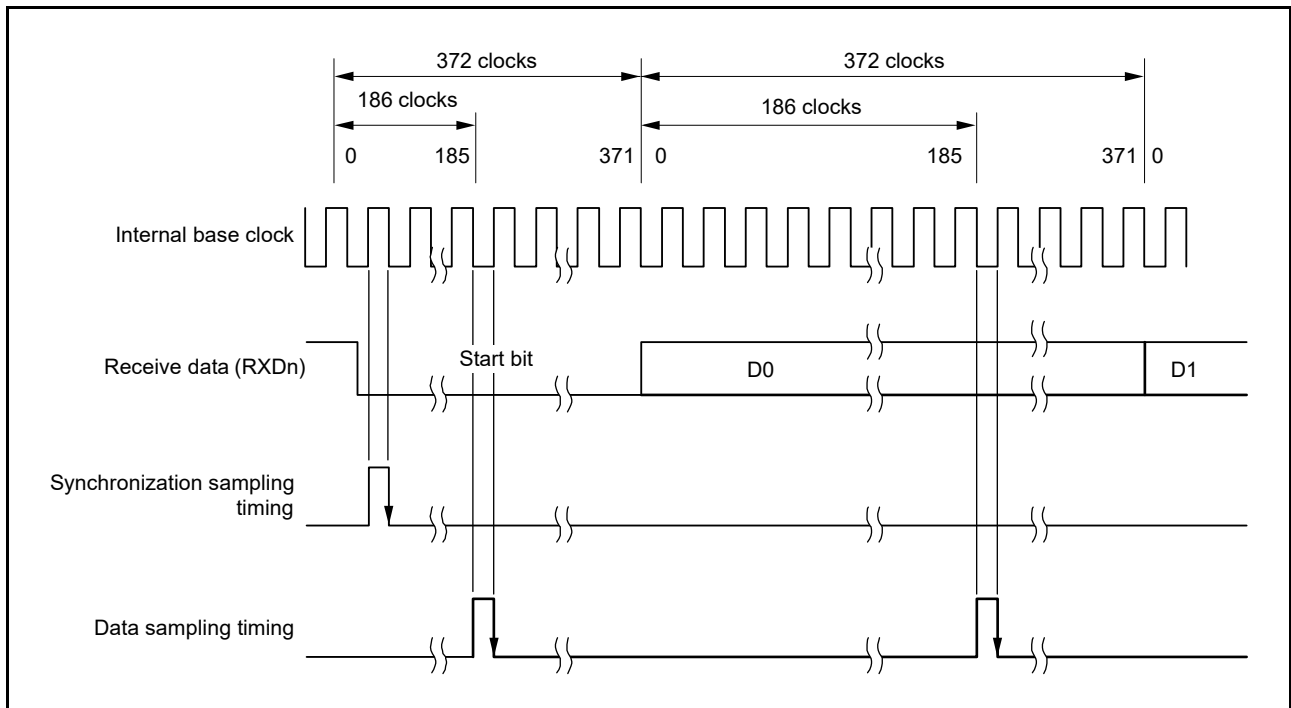 372 clocks
372 clocks
186 clocks
186 clocks
0
185
371
0
185
371
0
Internal base clock
Receive data (RXDn)
Start bit
D0
D1
Synchronization sampling
timing
Data sampling timing